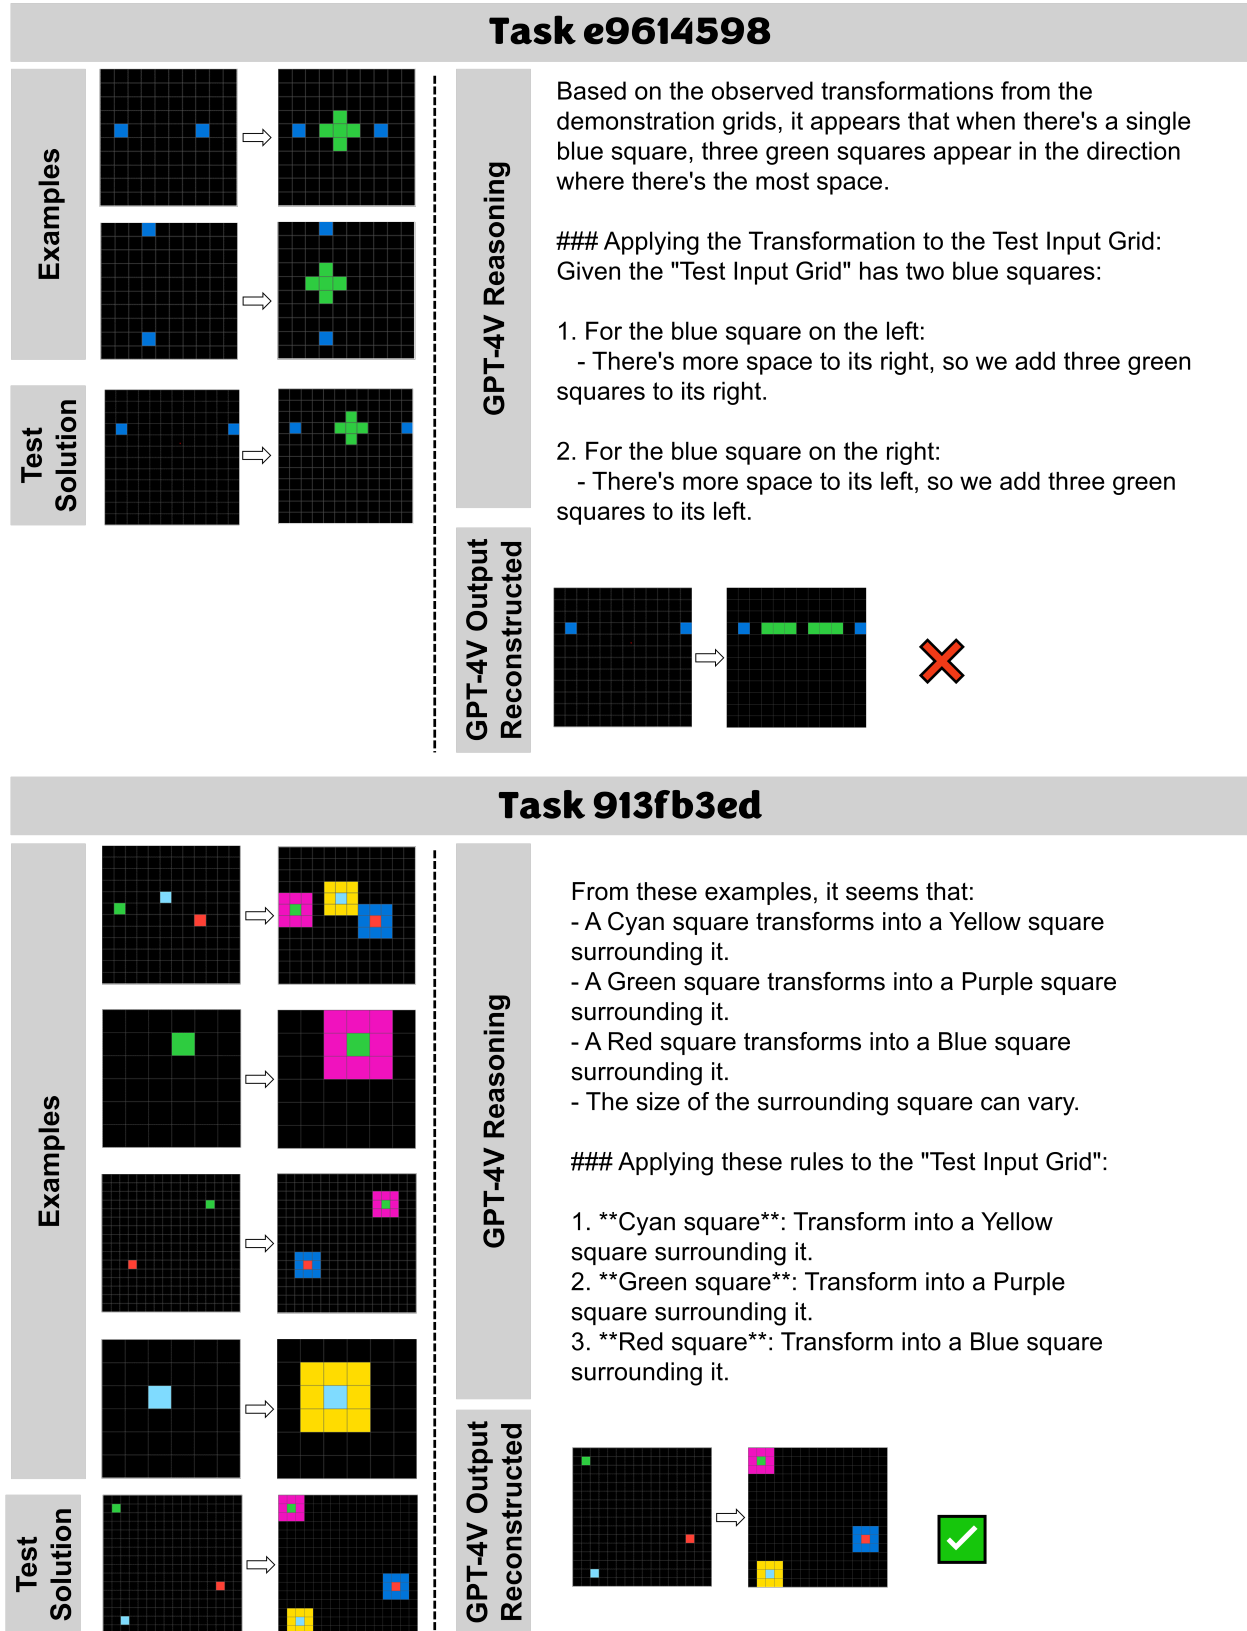 Task e9614598
Examples
Test
Solution
GPT-4V Reasoning
Based on the observed transformations from the
demonstration grids, it appears that when there's a single
blue square, three green squares appear in the direction
where there's the most space.
### Applying the Transformation to the Test Input Grid:
Given the "Test Input Grid" has two blue squares:
1. For the blue square on the left:
- There's more space to its right, so we add three green
squares to its right.
2. For the blue square on the right:
- There's more space to its left, so we add three green
squares to its left.
GPT-4V Output
Reconstructed
Task 913fb3ed
Examples
Test
Solution
GPT-4V Reasoning
From these examples, it seems that:
- A Cyan square transforms into a Yellow square
surrounding it.
- A Green square transforms into a Purple square
surrounding it.
- A Red square transforms into a Blue square
surrounding it.
- The size of the surrounding square can vary.
### Applying these rules to the "Test Input Grid":
1. **Cyan square**: Transform into a Yellow
square surrounding it.
2. **Green square**: Transform into a Purple
square surrounding it.
3. **Red square**: Transform into a Blue square
surrounding it.
GPT-4V Output
Reconstructed